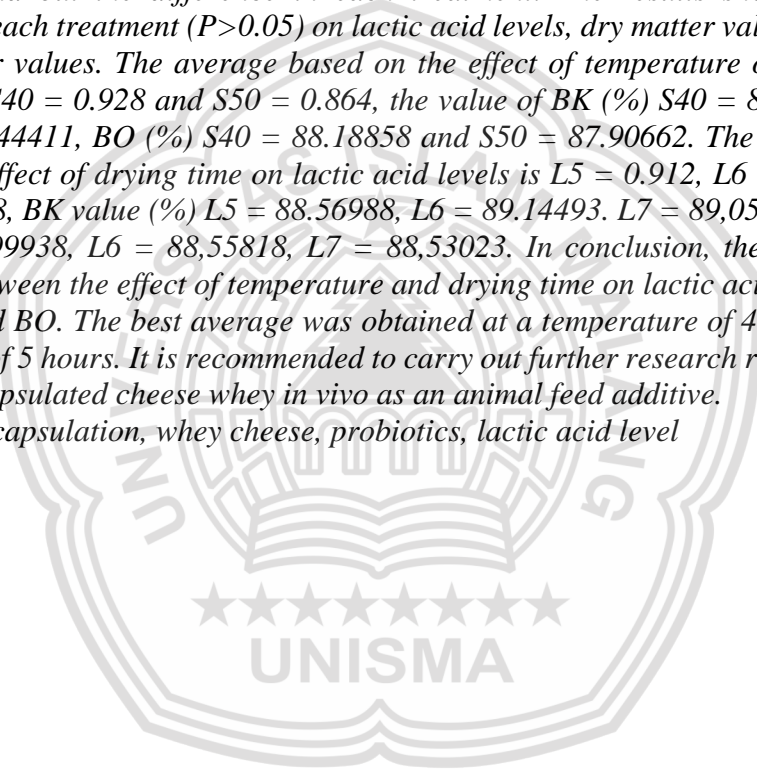 each treatment (P>0.05) on lactic acid levels, dry matter val
r values. The average based on the effect of temperature o
40 = 0.928 and S50 = 0.864, the value of BK (%) S40 = 8
44411, BO (%) S40 = 88.18858 and S50 = 87.90662. The
ffect of drying time on lactic acid levels is L5 = 0.912, L6
8, BK value (%) L5 = 88.56988, L6 = 89.14493. L7 = 89,05
99938, L6 = 88,55818, L7 = 88,53023. In conclusion, the
ween the effect of temperature and drying time on lactic aci
d BO. The best average was obtained at a temperature of 4
of 5 hours. It is recommended to carry out further research r
psulated cheese whey in vivo as an animal feed additive.
capsulation, whey cheese, probiotics, lactic acid level
UNIVERSITAS ISLAM MALANG
UNISMA